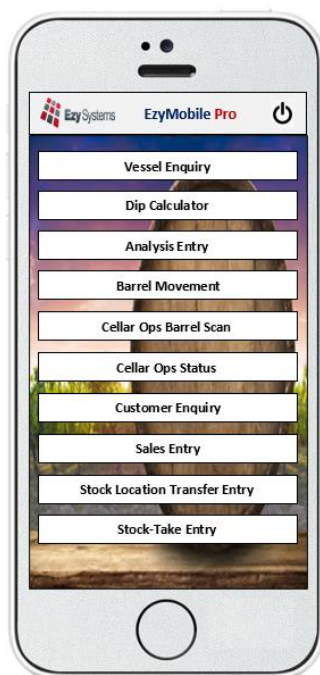 Ezy Systems EzyMobile Pro
Vessel Enquiry
Dip Calculator
Analysis Entry
Barrel Movement
Cellar Ops Barrel Scan
Cellar Ops Status
Customer Enquiry
Sales Entry
Stock Location Transfer Entry
Stock-Take Entry